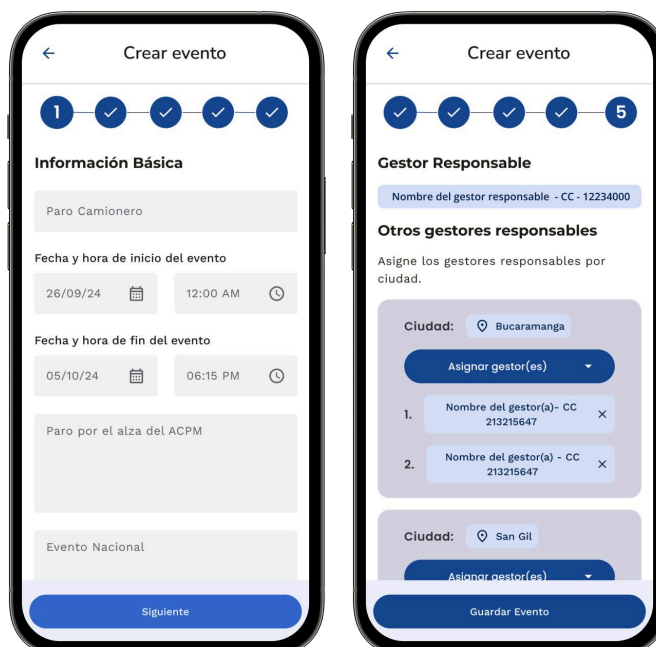 Crear evento
1
Información Básica
Paro Camionero
Fecha y hora de inicio del evento
26/09/24
12:00 AM
Fecha y hora de fin del evento
05/10/24
06:15 PM
Paro por el alza del ACPM
Evento Nacional
Siguiente
Crear evento
5
Gestor Responsable
Nombre del gestor responsable - CC - 12234000
Otros gestores responsables
Asigne los gestores responsables por
ciudad.
Ciudad: Bucaramanga
Asignar gestor(es)
1. Nombre del gestor(a)- CC
213215647
2. Nombre del gestor(a) - CC
213215647
Ciudad: San Gil
Asignar gestor(es)
Guardar Evento